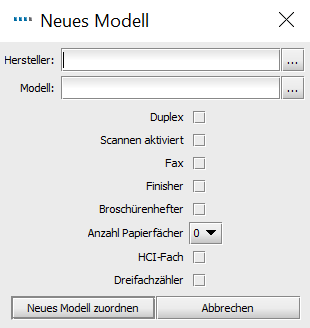 Neues Modell
Hersteller: ...
Modell: ...
Duplex
Scannen aktiviert
Fax
Finisher
Broschürenhefter
Anzahl Papierfächer 0
HCI-Fach
Dreifachzähler
Neues Modell zuordnen Abbrechen